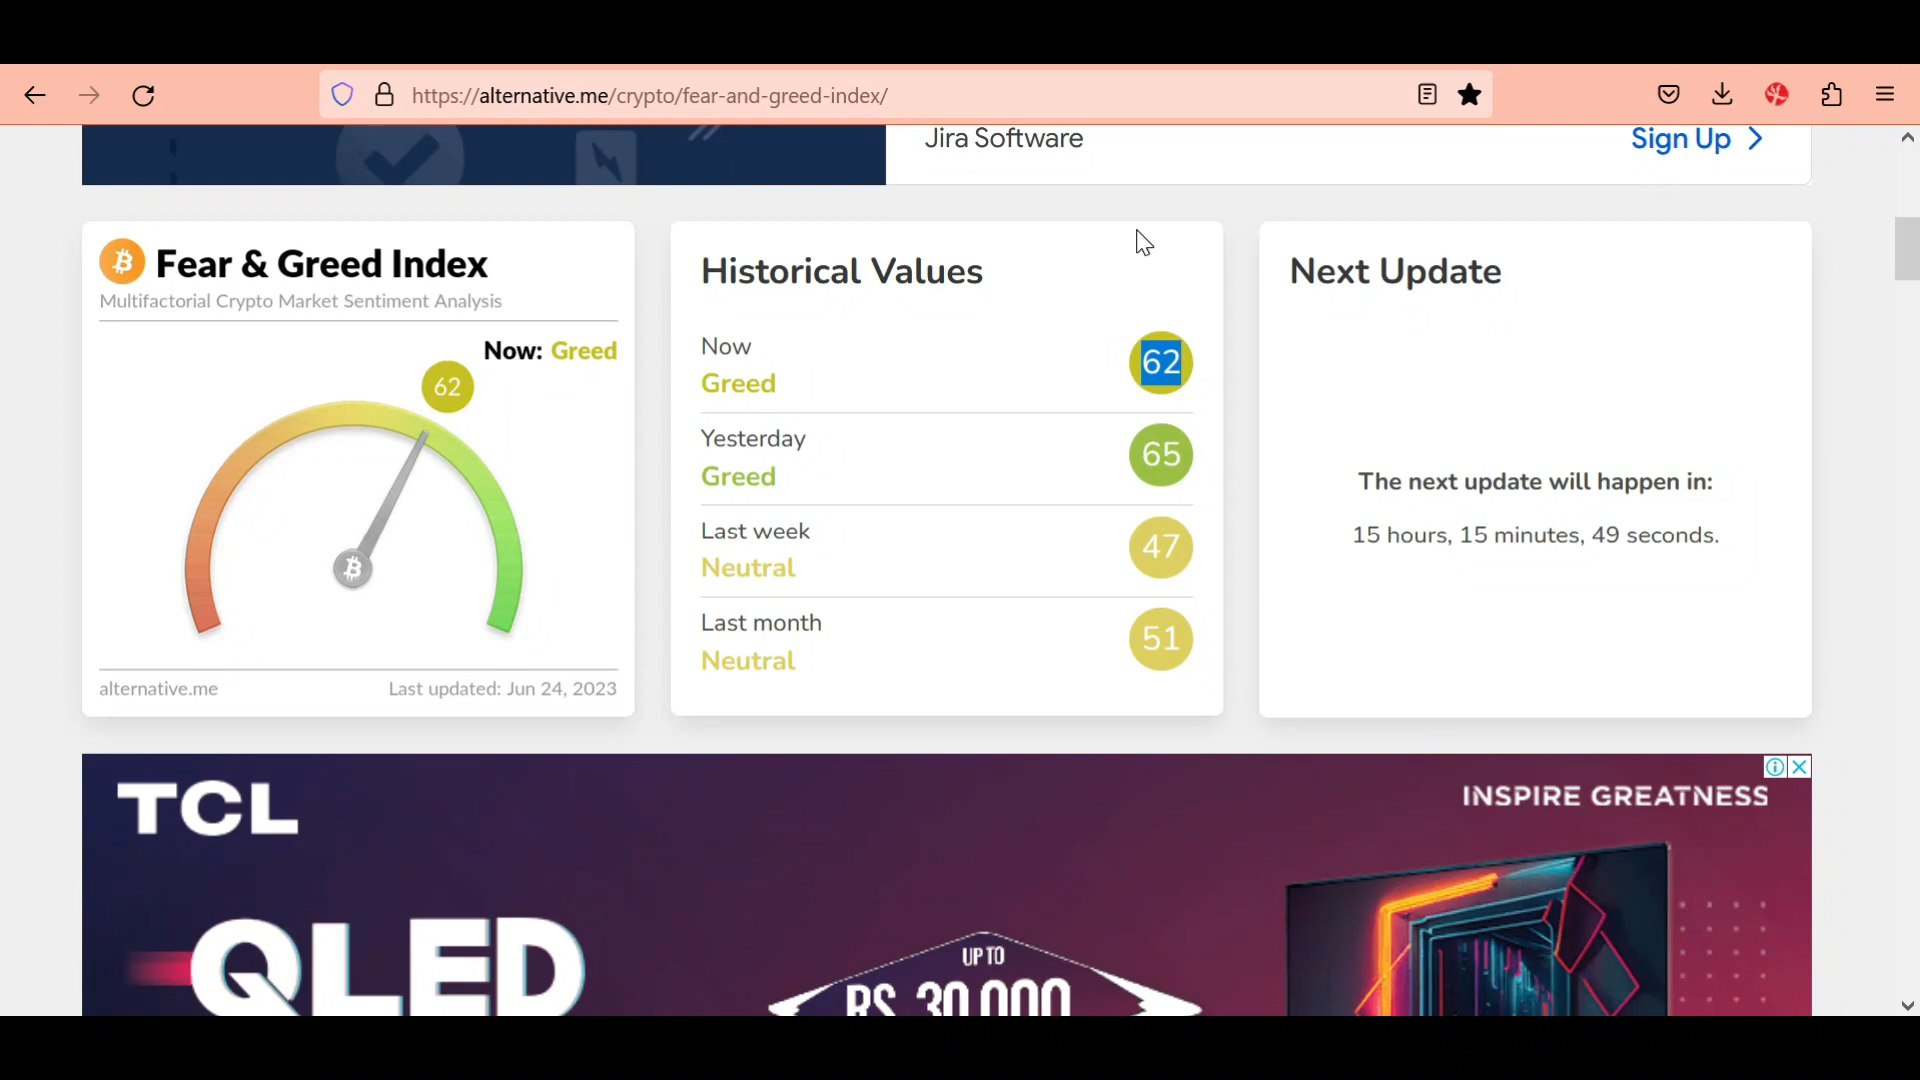 https://alternative.me/crypto/fear-and-greed-index/
Jira Software
Sign Up
Fear & Greed Index
Multifactorial Crypto Market Sentiment Analysis
Now: Greed
62
alternative.me
Last updated: Jun 24, 2023
Historical Values
Now
Greed
62
Yesterday
Greed
65
Last week
Neutral
47
Last month
Neutral
51
Next Update
The next update will happen in:
15 hours, 15 minutes, 49 seconds.
TCL
INSPIRE GREATNESS
QLED
UP TO
RS. 30,000